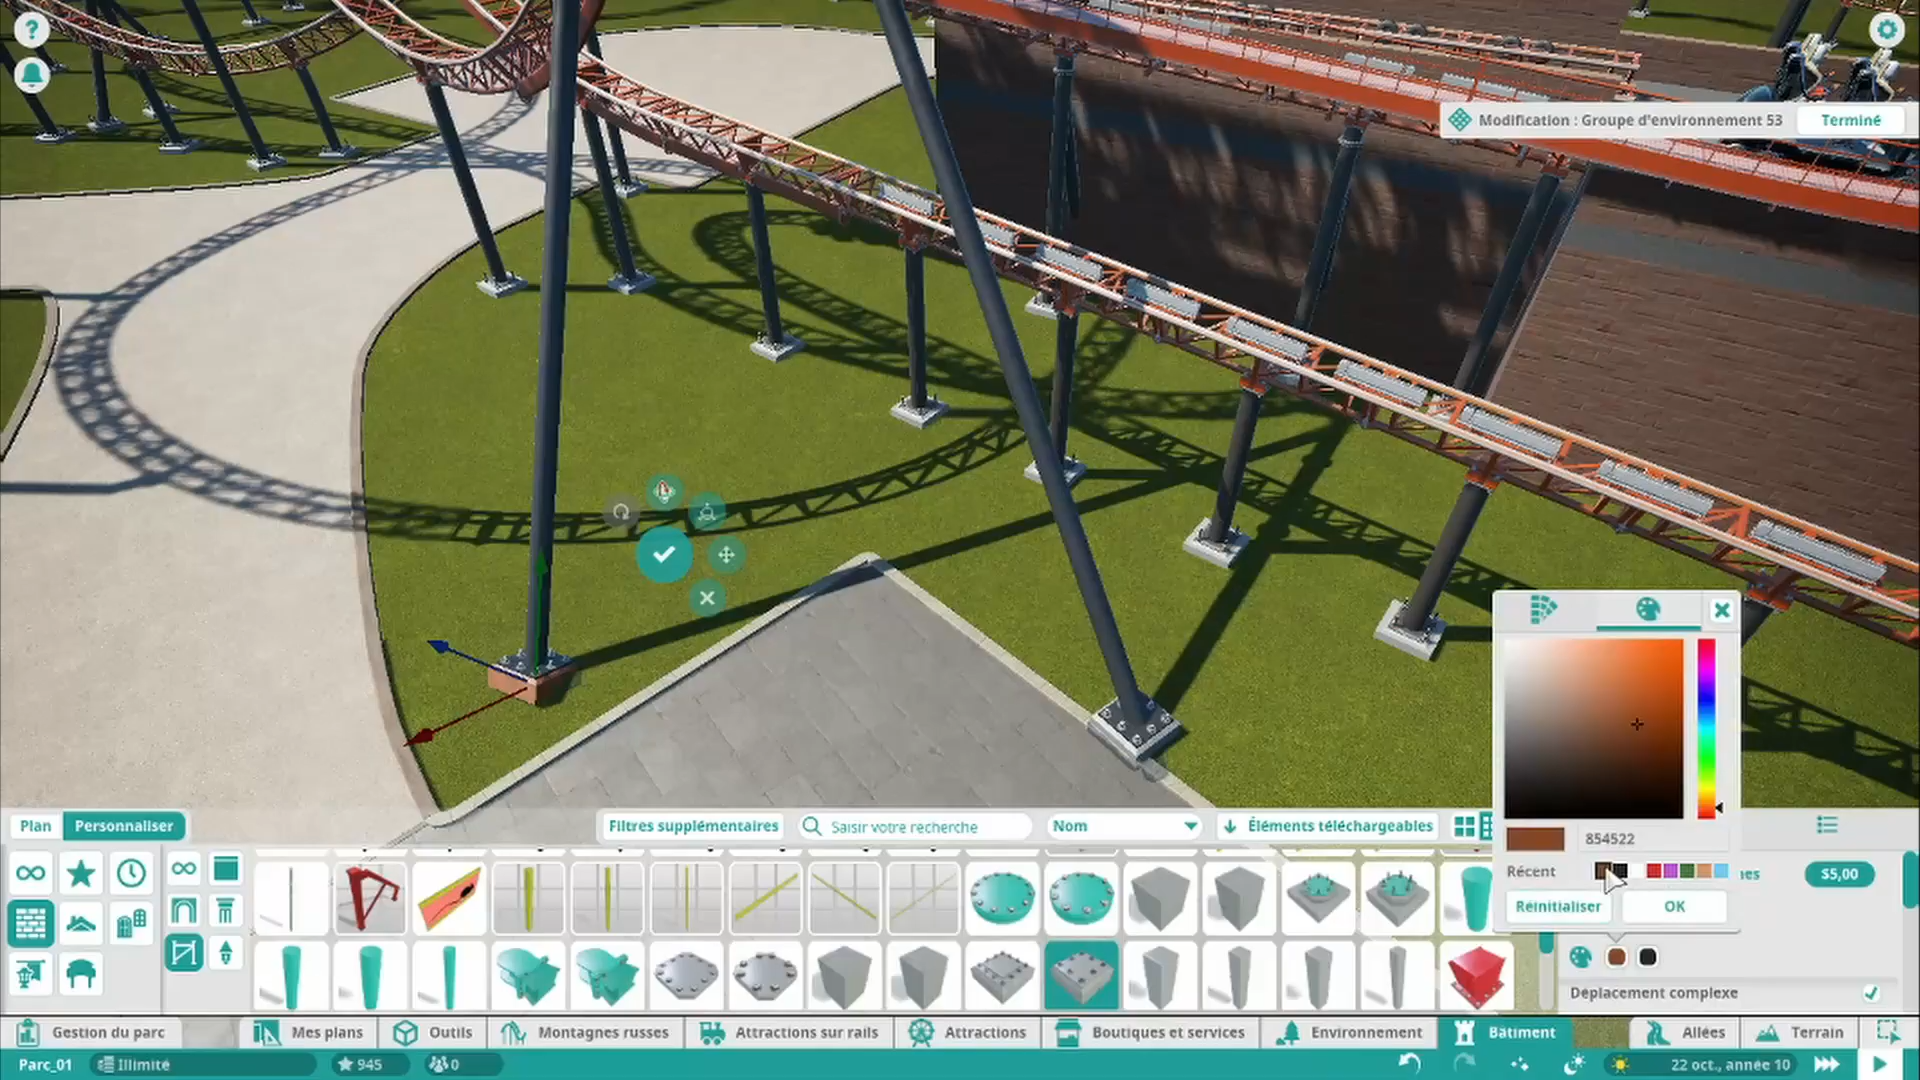 Modification : Groupe d'environnement 53
Terminé
854522
Récent
nes
$5,00
Réinitialiser
OK
Déplacement complexe
Plan
Personnaliser
Filtres supplémentaires
Saisir votre recherche
Nom
Éléments téléchargeables
Gestion du parc
Mes plans
Outils
Montagnes russes
Attractions sur rails
Attractions
Boutiques et services
Environnement
Bâtiment
Allées
Terrain
Parc_01
Illimité
945
0
22 oct., année 10